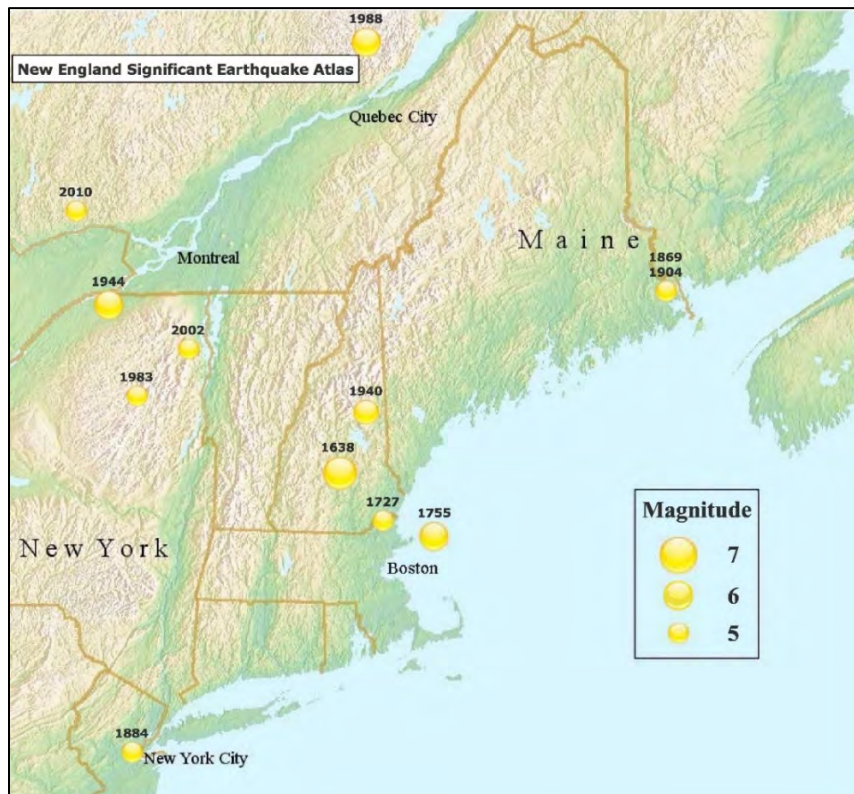 1988
New England Significant Earthquake Atlas
Quebec City
2010
Maine
Montreal
1869
1904
1944
2002
1983
1940
1638
1727
1755
New York
Boston
Magnitude
7
6
5
1884
New York City